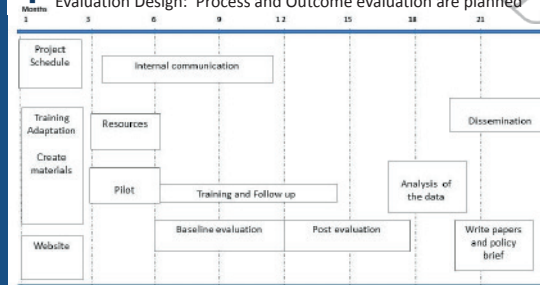 Evaluation Design: Process and Outcome evaluation are planned
Months
1 3 6 9 12 15 18 21
Project
Schedule
Internal communication
Training
Adaptation
Create
materials
Resources
Dissemination
Pilot
Training and Follow up
Analysis of
the data
Baseline evaluation
Post evaluation
Website
Write papers
and policy
brief